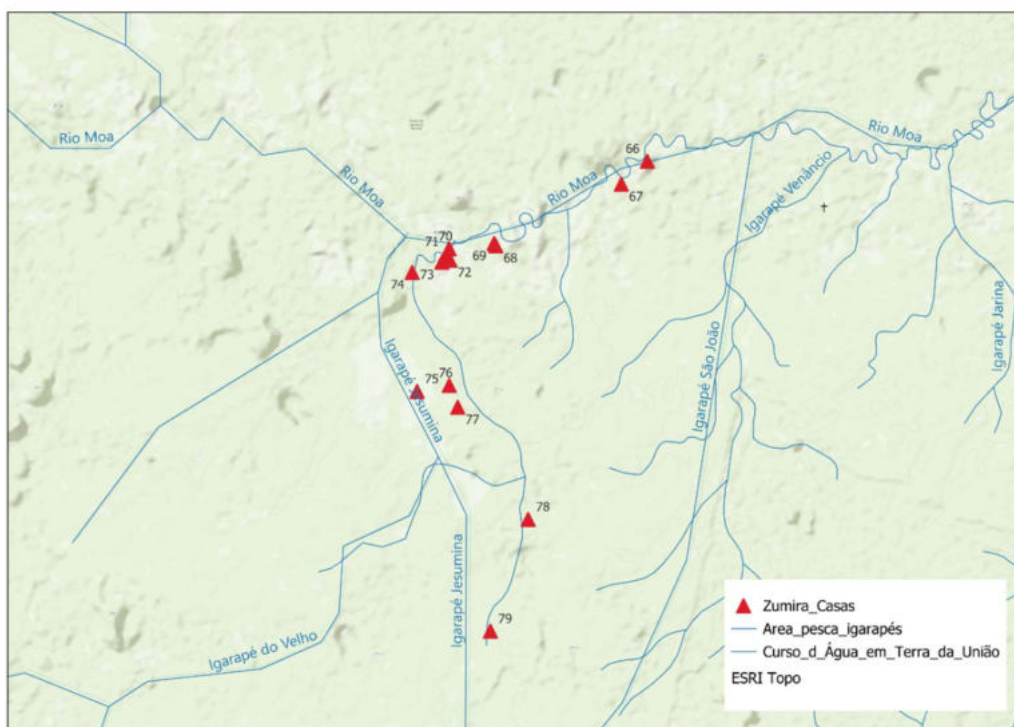 Rio Moa
Rio Moa
Rio Moa
Rio Moa
66
67
Igarapé Venâncio
70
71
69
68
73
72
74
Igarapé São João
Igarapé Jarina
Igarapé Jesumina
75
76
77
78
Igarapé Jesumina
79
Igarapé do Velho
Zumira_Casas
Area_pesca_igarapés
Curso_d_Água_em_Terra_da_União
ESRI Topo